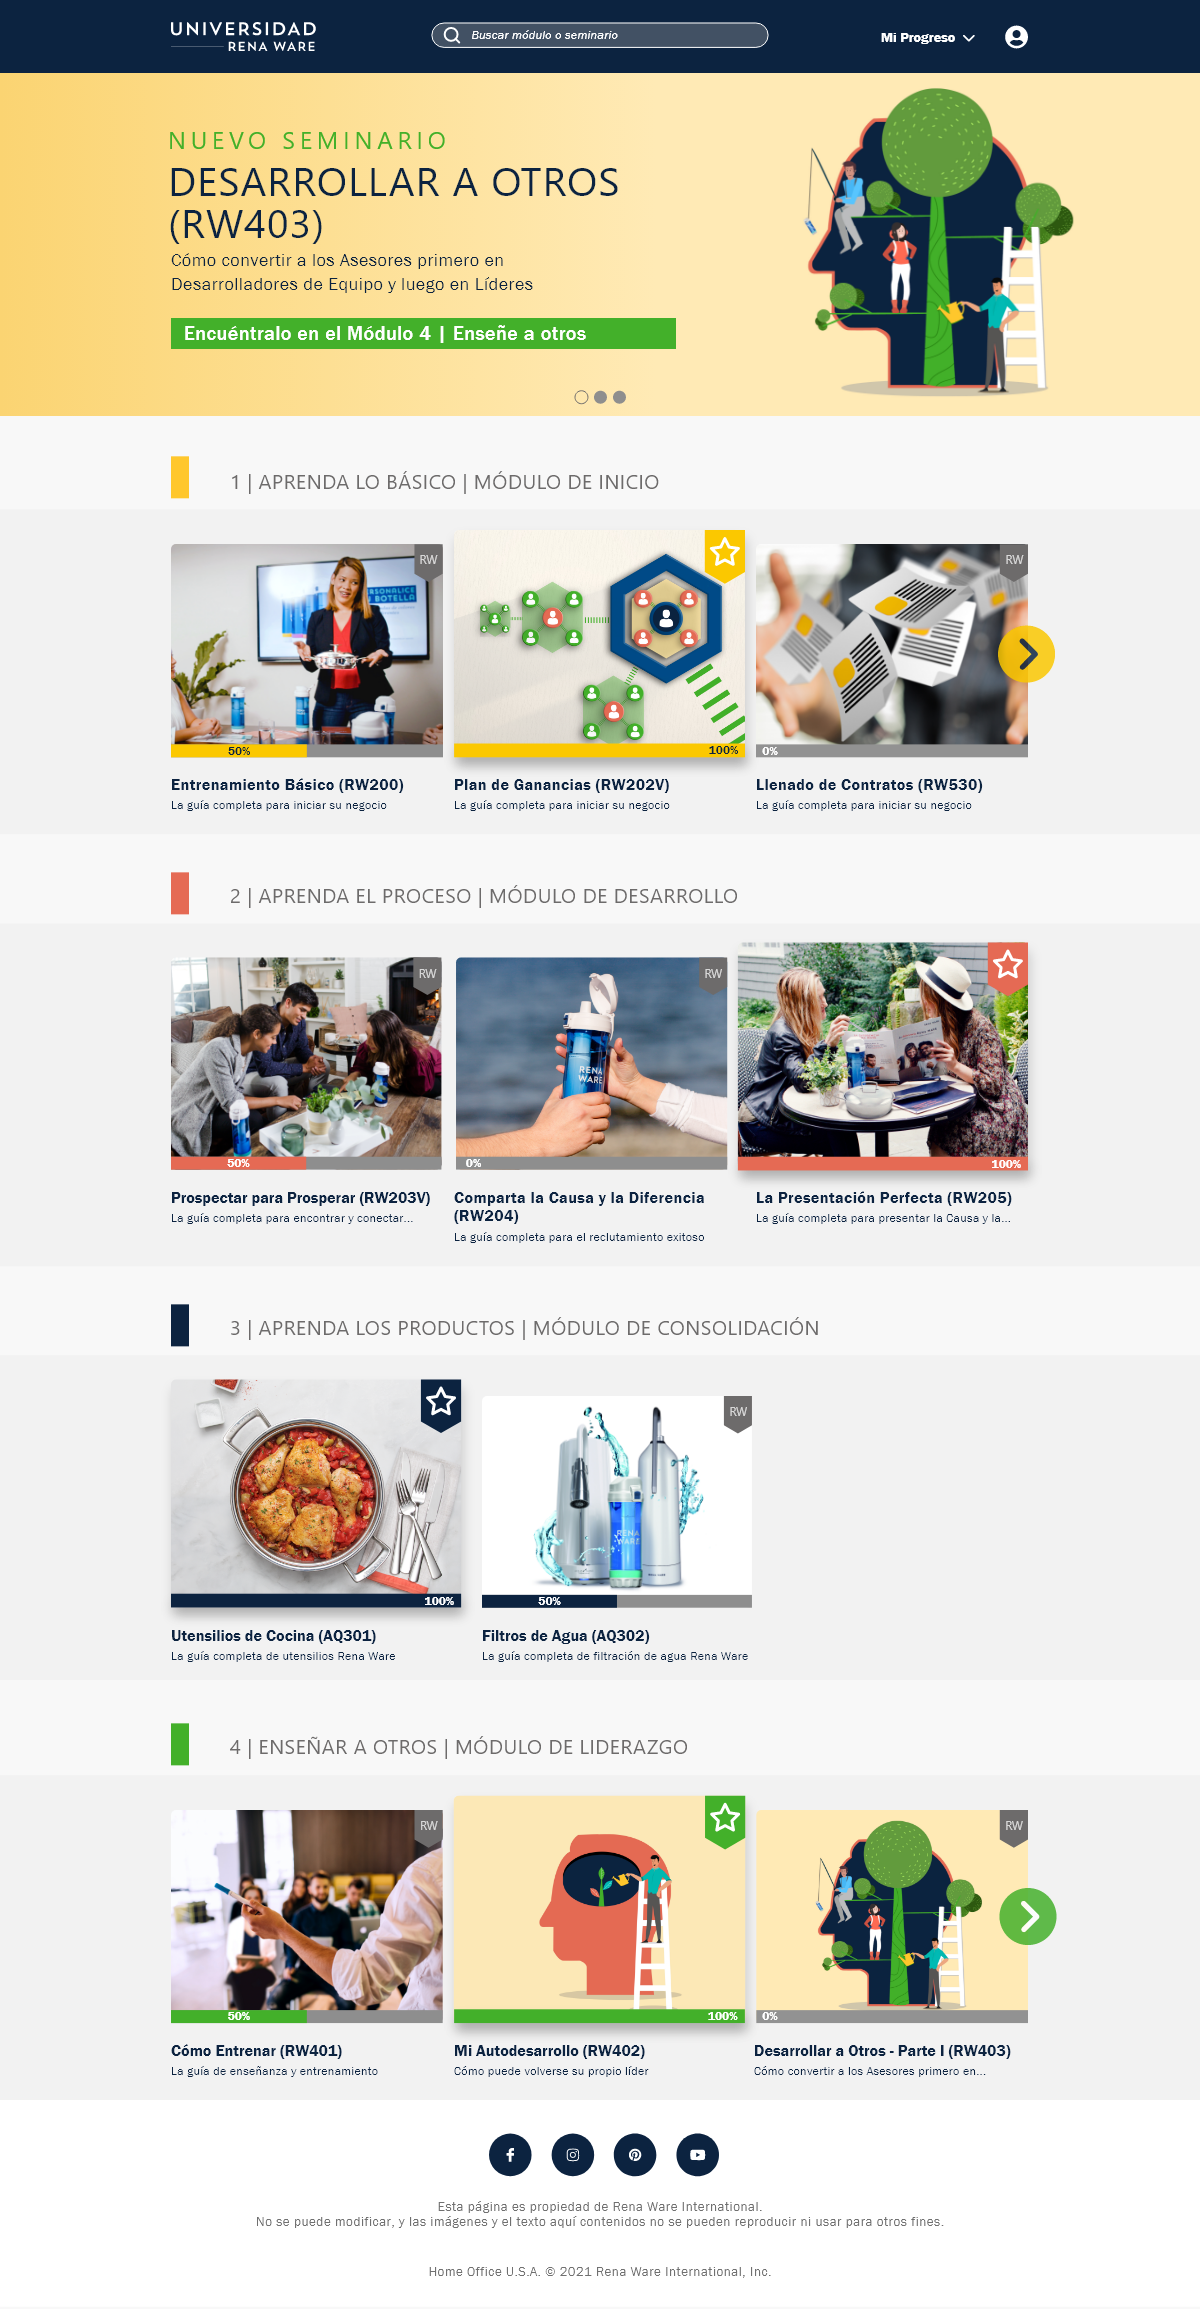 UNIVERSIDAD
RENA WARE
Buscar módulo o seminario
Mi Progreso
NUEVO SEMINARIO
DESARROLLAR A OTROS
(RW403)
Cómo convertir a los Asesores primero en
Desarrolladores de Equipo y luego en Líderes
Encuéntralo en el Módulo 4 | Enseñe a otros
1 | APRENDA LO BÁSICO | MÓDULO DE INICIO
RW
PERSONALICE
BOTELLA
RW
50%
100%
0%
Entrenamiento Básico (RW200)
La guía completa para iniciar su negocio
Plan de Ganancias (RW202V)
La guía completa para iniciar su negocio
Llenado de Contratos (RW530)
La guía completa para iniciar su negocio
2 | APRENDA EL PROCESO | MÓDULO DE DESARROLLO
RW
RW
RENA
WARE
50%
0%
100%
Prospectar para Prosperar (RW203V)
La guía completa para encontrar y conectar...
Comparta la Causa y la Diferencia
(RW204)
La guía completa para el reclutamiento exitoso
La Presentación Perfecta (RW205)
La guía completa para presentar la Causa y la...
3 | APRENDA LOS PRODUCTOS | MÓDULO DE CONSOLIDACIÓN
RW
RENA
WARE
100%
50%
Utensilios de Cocina (AQ301)
La guía completa de utensilios Rena Ware
Filtros de Agua (AQ302)
La guía completa de filtración de agua Rena Ware
4 | ENSEÑAR A OTROS | MÓDULO DE LIDERAZGO
RW
RW
50%
100%
0%
Cómo Entrenar (RW401)
La guía de enseñanza y entrenamiento
Mi Autodesarrollo (RW402)
Cómo puede volverse su propio líder
Desarrollar a Otros - Parte I (RW403)
Cómo convertir a los Asesores primero en...
Esta página es propiedad de Rena Ware International.
No se puede modificar, y las imágenes y el texto aquí contenidos no se pueden reproducir ni usar para otros fines.
Home Office U.S.A. © 2021 Rena Ware International, Inc.